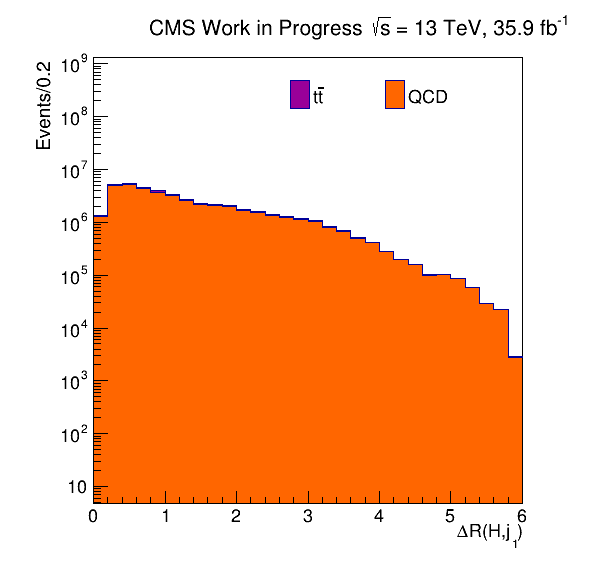 CMS Work in Progress √s = 13 TeV, 35.9 fb⁻¹
Events/0.2
tt̄
QCD
10⁹
10⁸
10⁷
10⁶
10⁵
10⁴
10³
10²
10
0 1 2 3 4 5 6
ΔR(H,j₁)